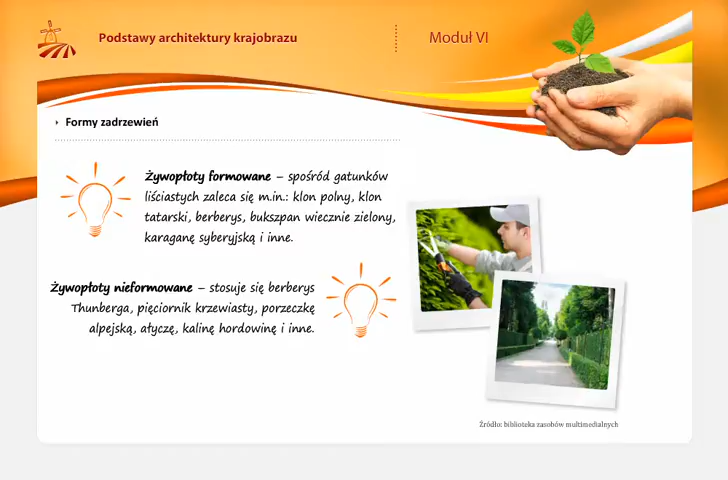 Podstawy architektury krajobrazu
Moduł VI
Formy zadrzewień
Żywopłoty formowane – spośród gatunków
liściastych zaleca się m.in.: klon polny, klon
tatarski, berberys, bukszpan wiecznie zielony,
karaganę syberyjską i inne.
Żywopłoty nieformowane – stosuje się berberys
Thunberga, pięciornik krzewiasty, porzeczkę
alpejską, ałyczę, kalinę hordowinę i inne.
Źródło: biblioteka zasobów multimedialnych